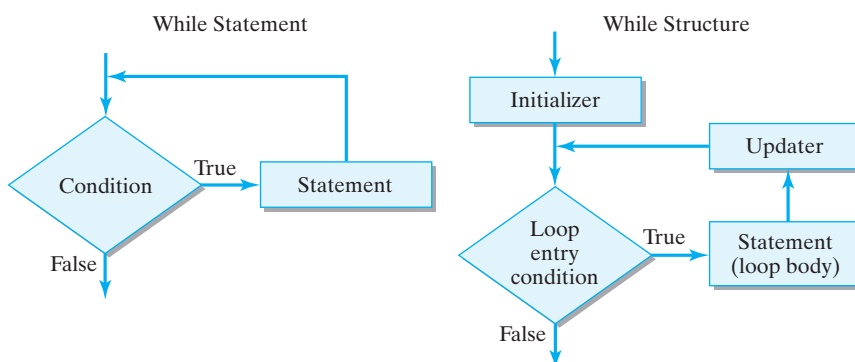 While Statement
Condition
True
Statement
False
While Structure
Initializer
Updater
Loop
entry
condition
True
Statement
(loop body)
False